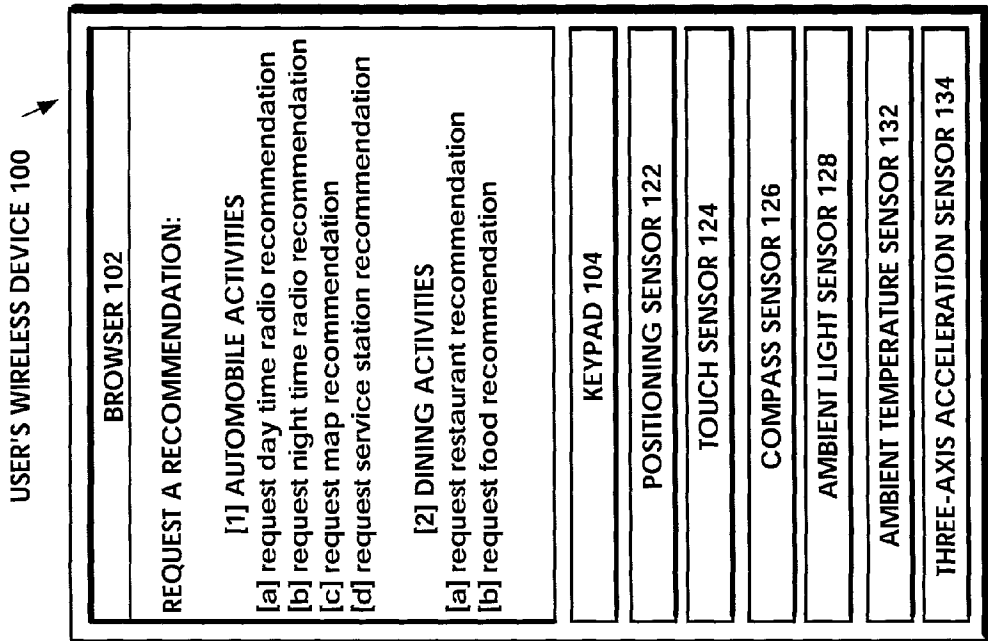 USER'S WIRELESS DEVICE 100
BROWSER 102
REQUEST A RECOMMENDATION:
[1] AUTOMOBILE ACTIVITIES
[a] request day time radio recommendation
[b] request night time radio recommendation
[c] request map recommendation
[d] request service station recommendation
[2] DINING ACTIVITIES
[a] request restaurant recommendation
[b] request food recommendation
KEYPAD 104
POSITIONING SENSOR 122
TOUCH SENSOR 124
COMPASS SENSOR 126
AMBIENT LIGHT SENSOR 128
AMBIENT TEMPERATURE SENSOR 132
THREE-AXIS ACCELERATION SENSOR 134